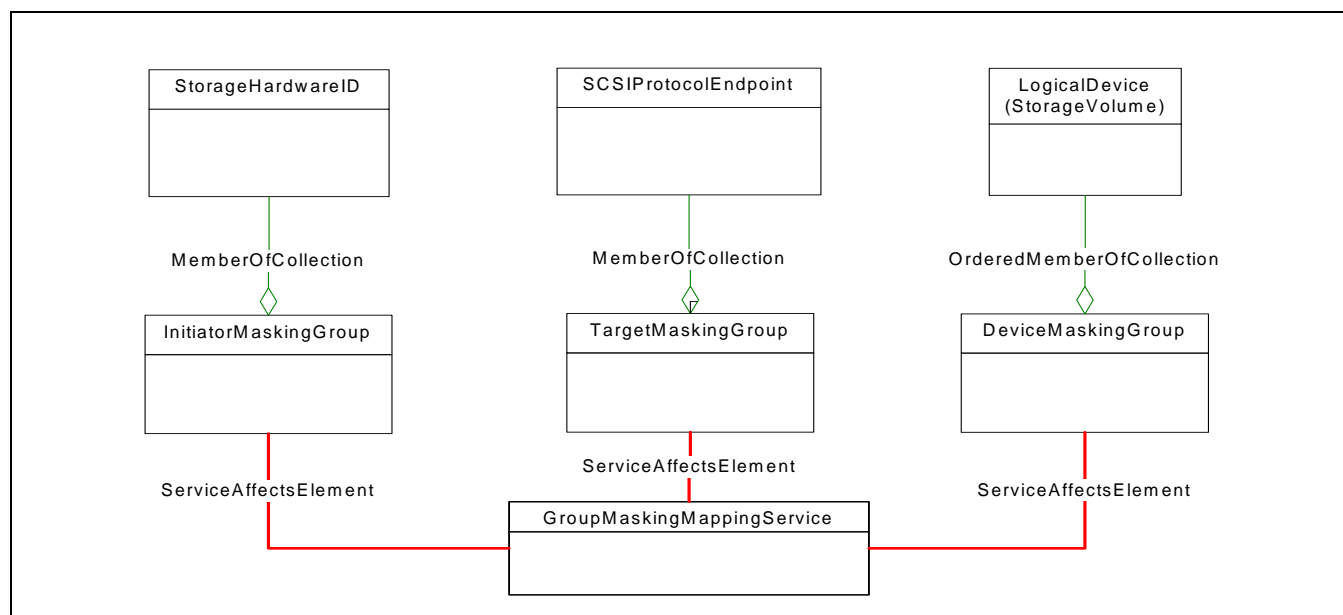 StorageHardwareID
SCSIProtocolEndpoint
LogicalDevice
(StorageVolume)
MemberOfCollection
MemberOfCollection
OrderedMemberOfCollection
InitiatorMaskingGroup
TargetMaskingGroup
DeviceMaskingGroup
ServiceAffectsElement
ServiceAffectsElement
ServiceAffectsElement
GroupMaskingMappingService